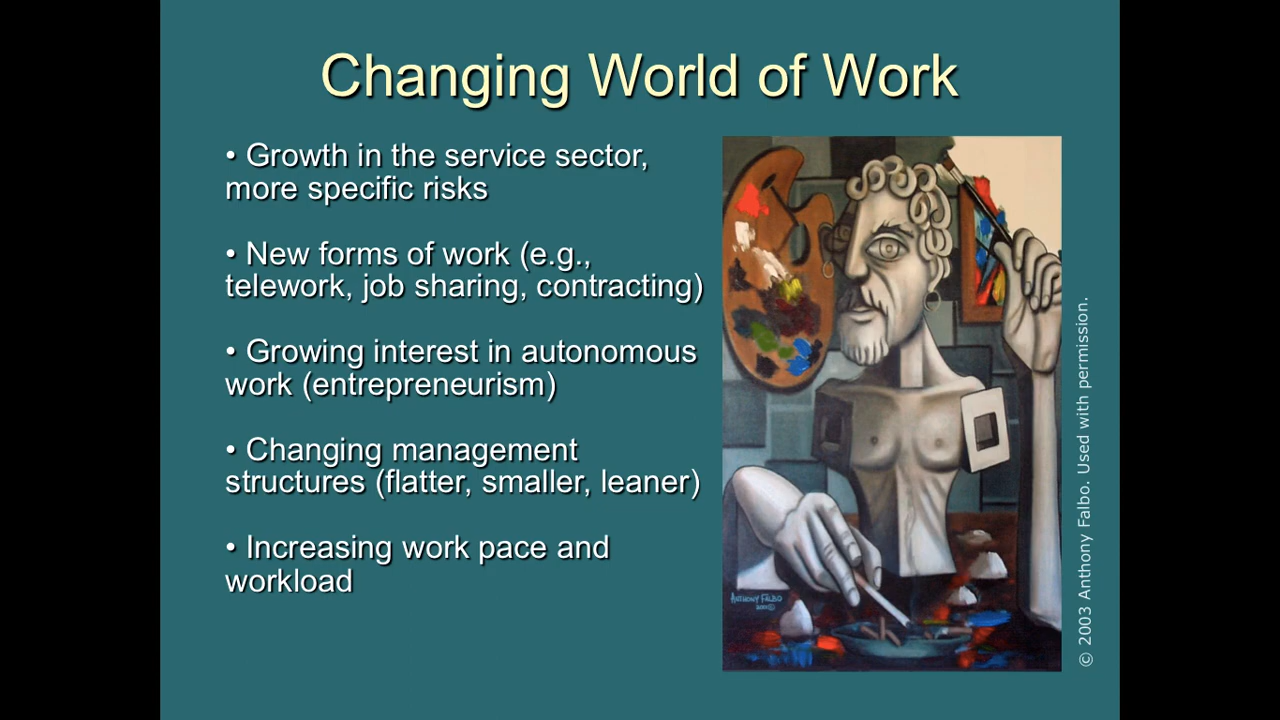 Changing World of Work
• Growth in the service sector,
more specific risks
• New forms of work (e.g.,
telework, job sharing, contracting)
• Growing interest in autonomous
work (entrepreneurism)
• Changing management
structures (flatter, smaller, leaner)
• Increasing work pace and
workload
ANTHONY FALBO
2003©
© 2003 Anthony Falbo. Used with permission.